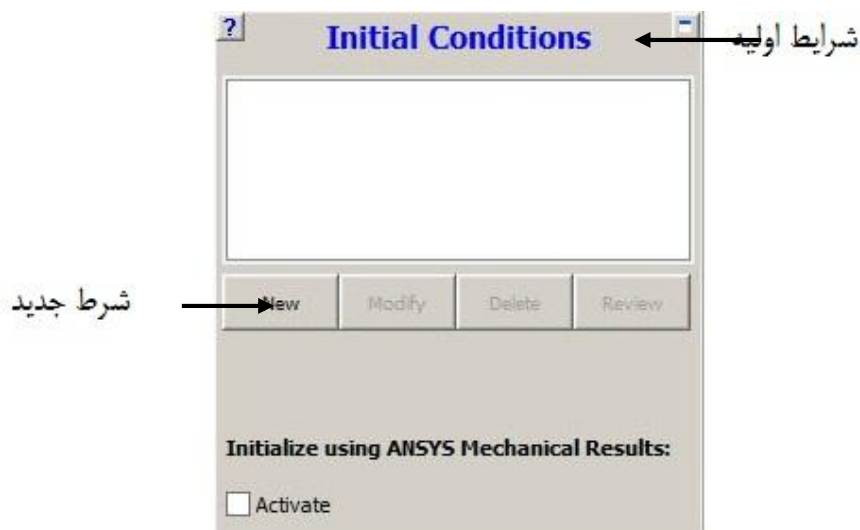 ?
Initial Conditions
شرایط اولیه
شرط جدید
New Modify Delete Review
Initialize using ANSYS Mechanical Results:
Activate